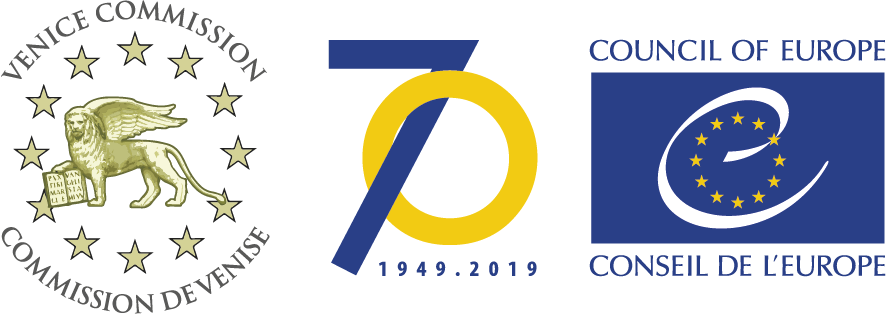 VENICE COMMISSION
COMMISSION DE VENISE
70
1949.2019
COUNCIL OF EUROPE
CONSEIL DE L'EUROPE